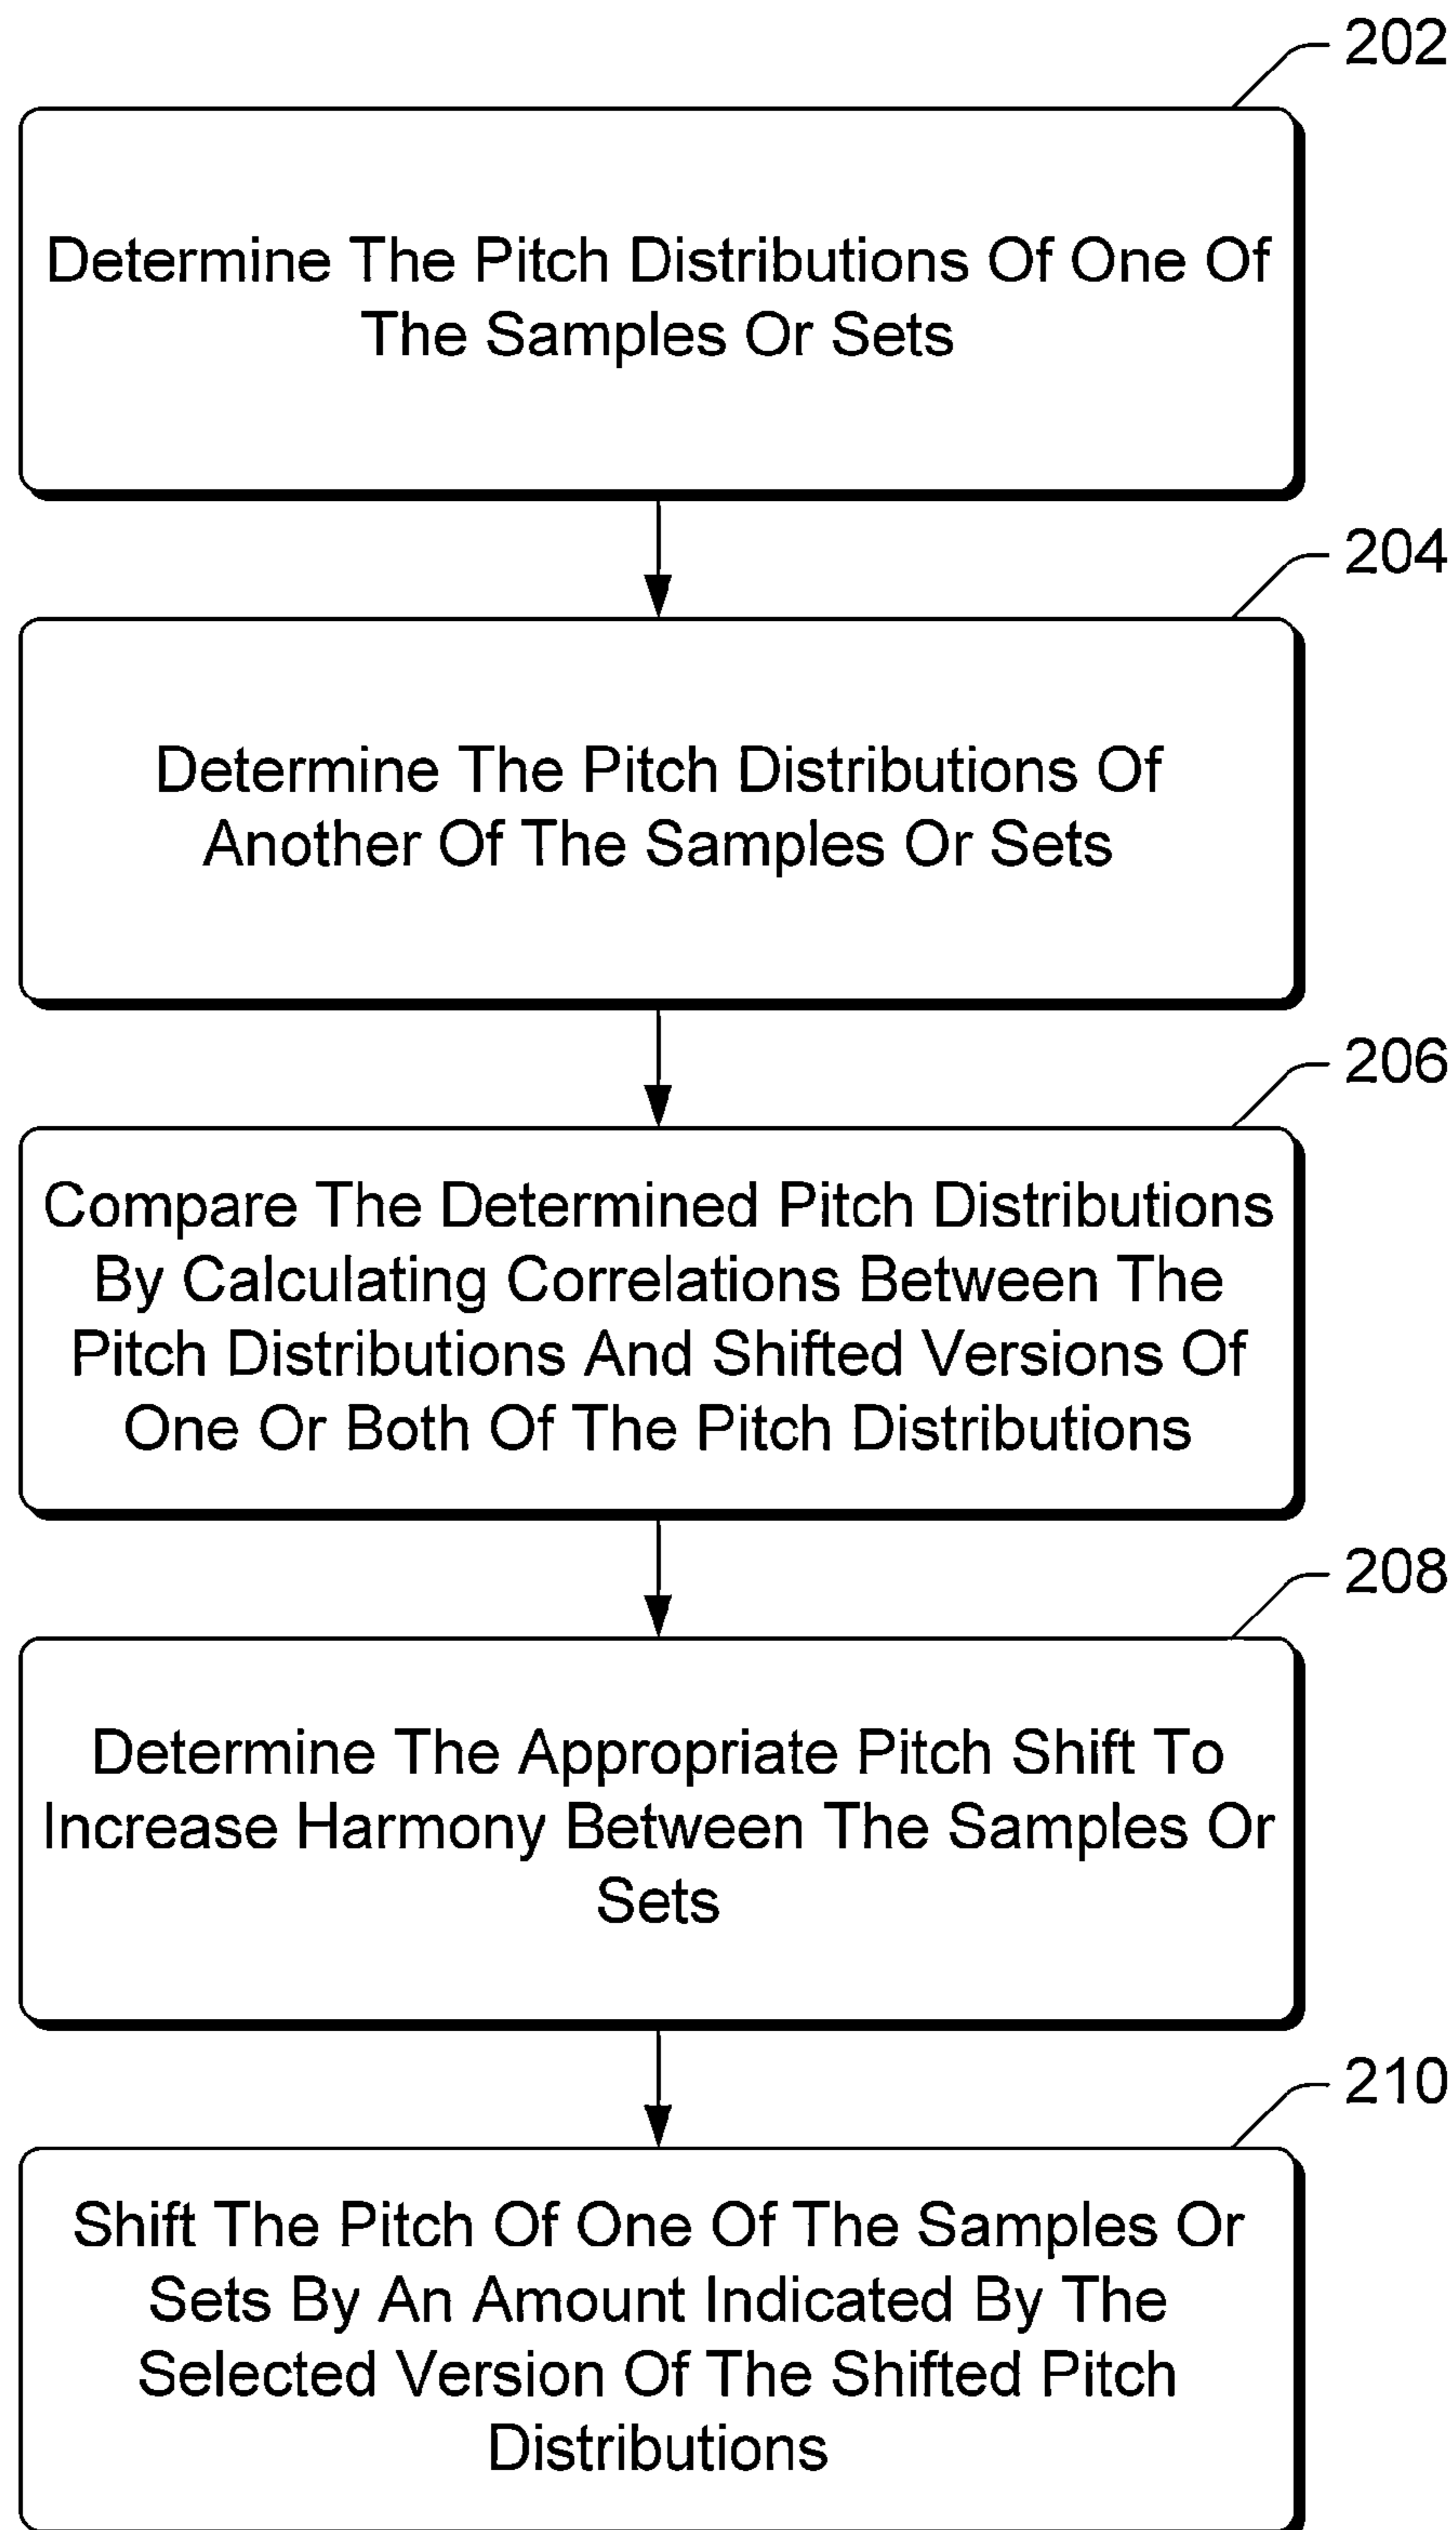 202
Determine The Pitch Distributions Of One Of
The Samples Or Sets
204
Determine The Pitch Distributions Of
Another Of The Samples Or Sets
206
Compare The Determined Pitch Distributions
By Calculating Correlations Between The
Pitch Distributions And Shifted Versions Of
One Or Both Of The Pitch Distributions
208
Determine The Appropriate Pitch Shift To
Increase Harmony Between The Samples Or
Sets
210
Shift The Pitch Of One Of The Samples Or
Sets By An Amount Indicated By The
Selected Version Of The Shifted Pitch
Distributions